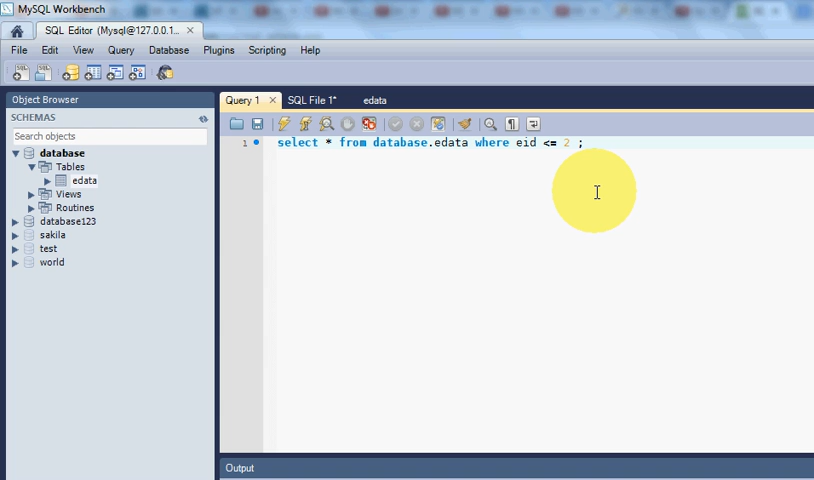 MySQL Workbench
SQL Editor (Mysql@127.0.0.1...
File Edit View Query Database Plugins Scripting Help
Object Browser
Query 1 SQL File 1* edata
SCHEMAS
Search objects
1 select * from database.edata where eid <= 2 ;
database
Tables
edata
Views
Routines
database123
sakila
test
world
Output